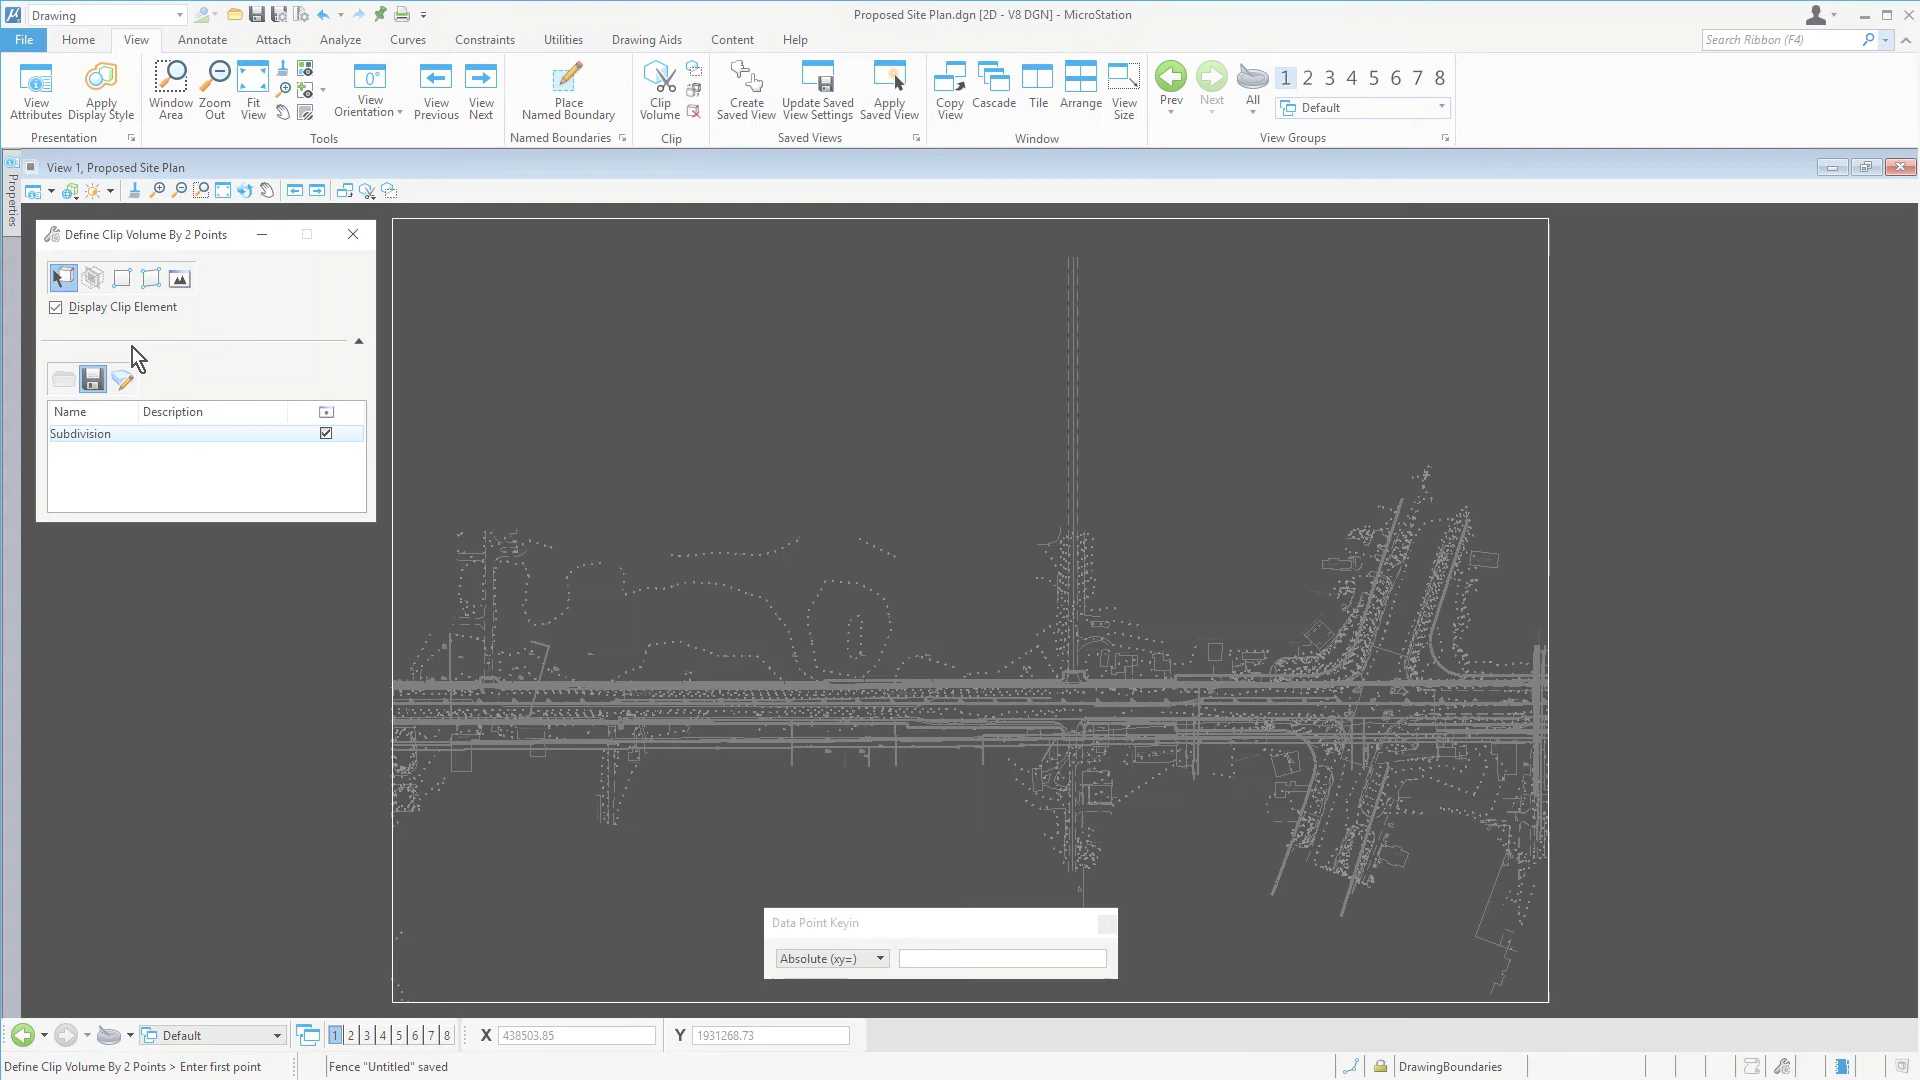 Drawing
Proposed Site Plan.dgn [2D - V8 DGN] - MicroStation
File Home View Annotate Attach Analyze Curves Constraints Utilities Drawing Aids Content Help
Search Ribbon (F4)
View Attributes
Apply Display Style
Window Area
Zoom Out
Fit View
View Orientation
View Previous
View Next
Place Named Boundary
Clip Volume
Create Saved View
Update Saved View Settings
Apply Saved View
Copy View
Cascade
Tile
Arrange
View Size
Prev
Next
All
1 2 3 4 5 6 7 8
Default
Presentation
Tools
Named Boundaries
Clip
Saved Views
Window
View Groups
View 1, Proposed Site Plan
Properties
Define Clip Volume By 2 Points
Display Clip Element
Name Description
Subdivision
Data Point Keyin
Absolute (xy=)
Default
1 2 3 4 5 6 7 8
X 438503.85
Y 1931268.73
Define Clip Volume By 2 Points > Enter first point
Fence "Untitled" saved
DrawingBoundaries